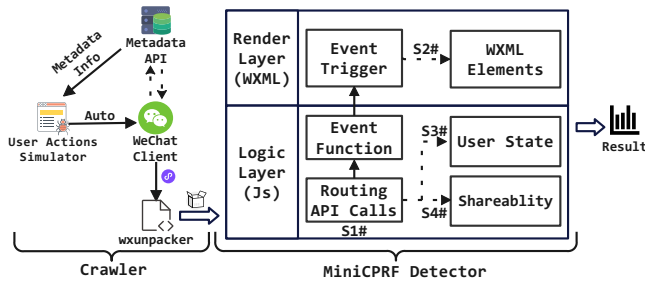 Metadata
API
Metadata
Info
Auto
User Actions
Simulator
WeChat
Client
wxunpacker
Crawler
Render
Layer
(WXML)
Event
Trigger
S2#
WXML
Elements
Logic
Layer
(Js)
Event
Function
S3#
User State
Routing
API Calls
S1#
S4#
Shareablity
MiniCPRF Detector
Result